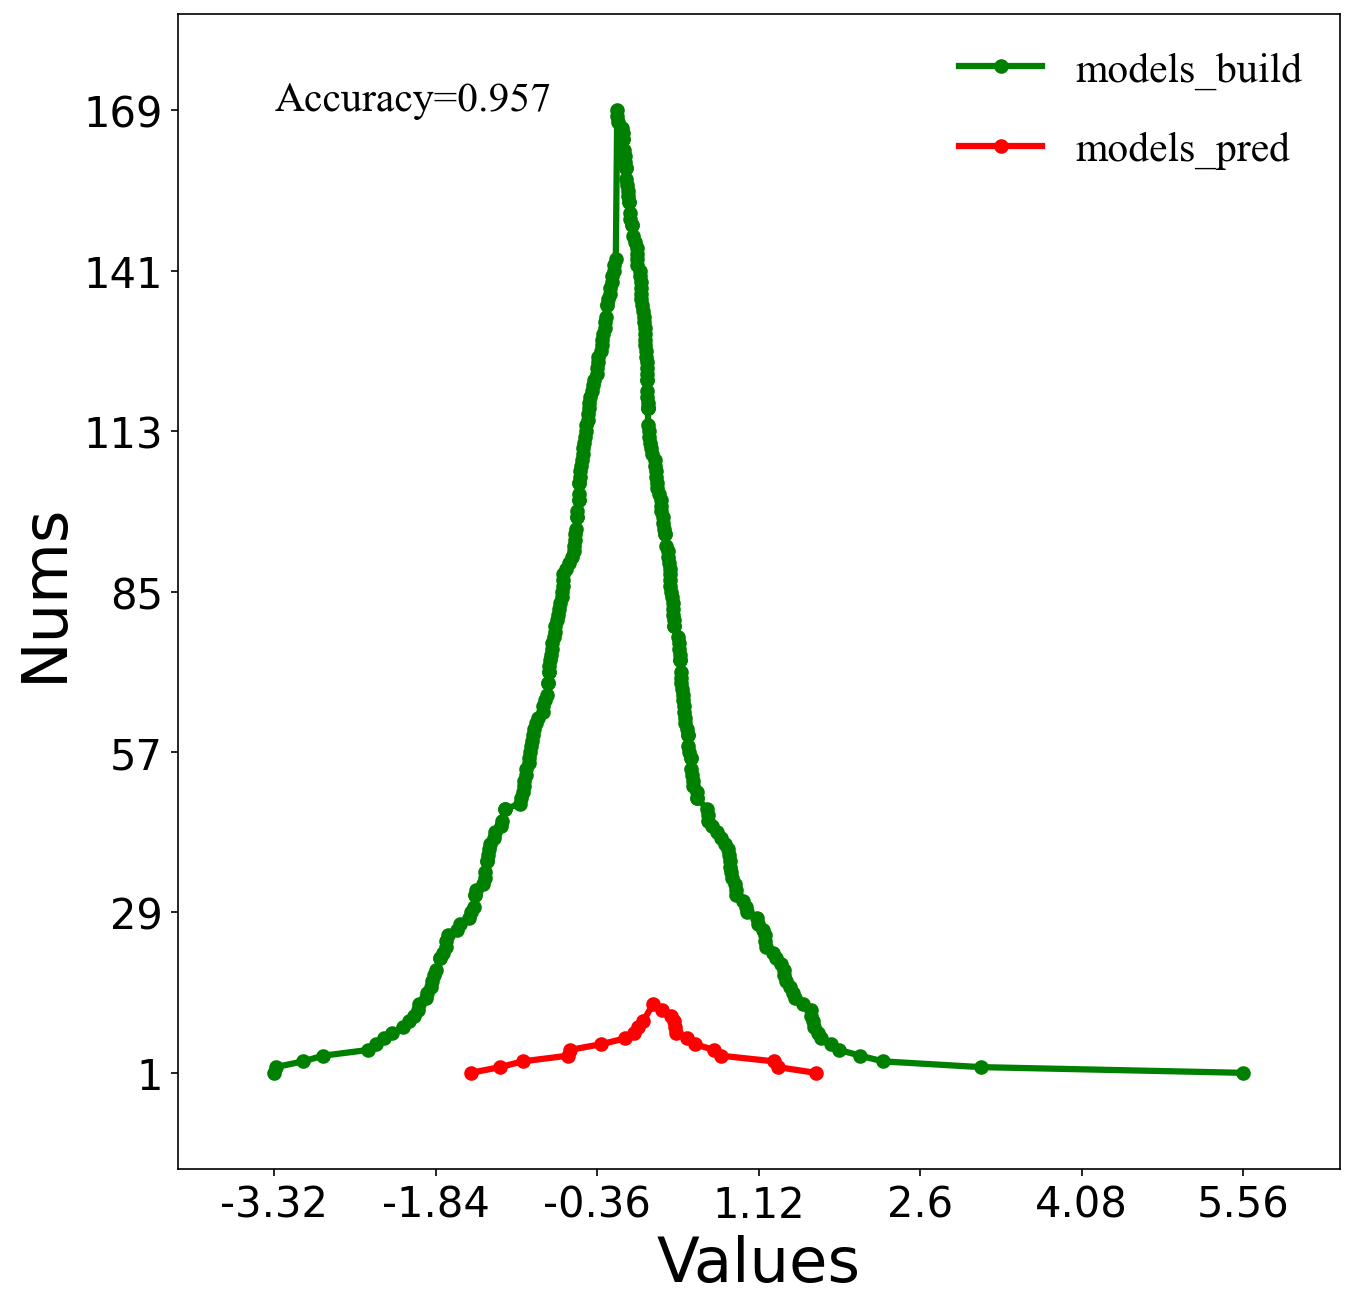 Accuracy=0.957
models_build
models_pred
169
141
113
85
57
29
1
Nums
-3.32 -1.84 -0.36 1.12 2.6 4.08 5.56
Values